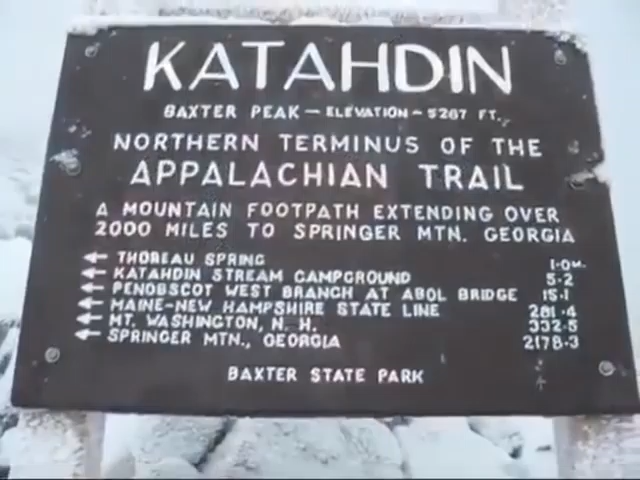 KATAHDIN
BAXTER PEAK – ELEVATION – 5267 FT.
NORTHERN TERMINUS OF THE
APPALACHIAN TRAIL
A MOUNTAIN FOOTPATH EXTENDING OVER
2000 MILES TO SPRINGER MTN. GEORGIA
← THOREAU SPRING 1.0M.
← KATAHDIN STREAM CAMPGROUND 5.2
← PENOBSCOT WEST BRANCH AT ABOL BRIDGE 15.1
← MAINE-NEW HAMPSHIRE STATE LINE 281.4
← MT. WASHINGTON, N. H. 332.5
← SPRINGER MTN., GEORGIA 2178.3
BAXTER STATE PARK